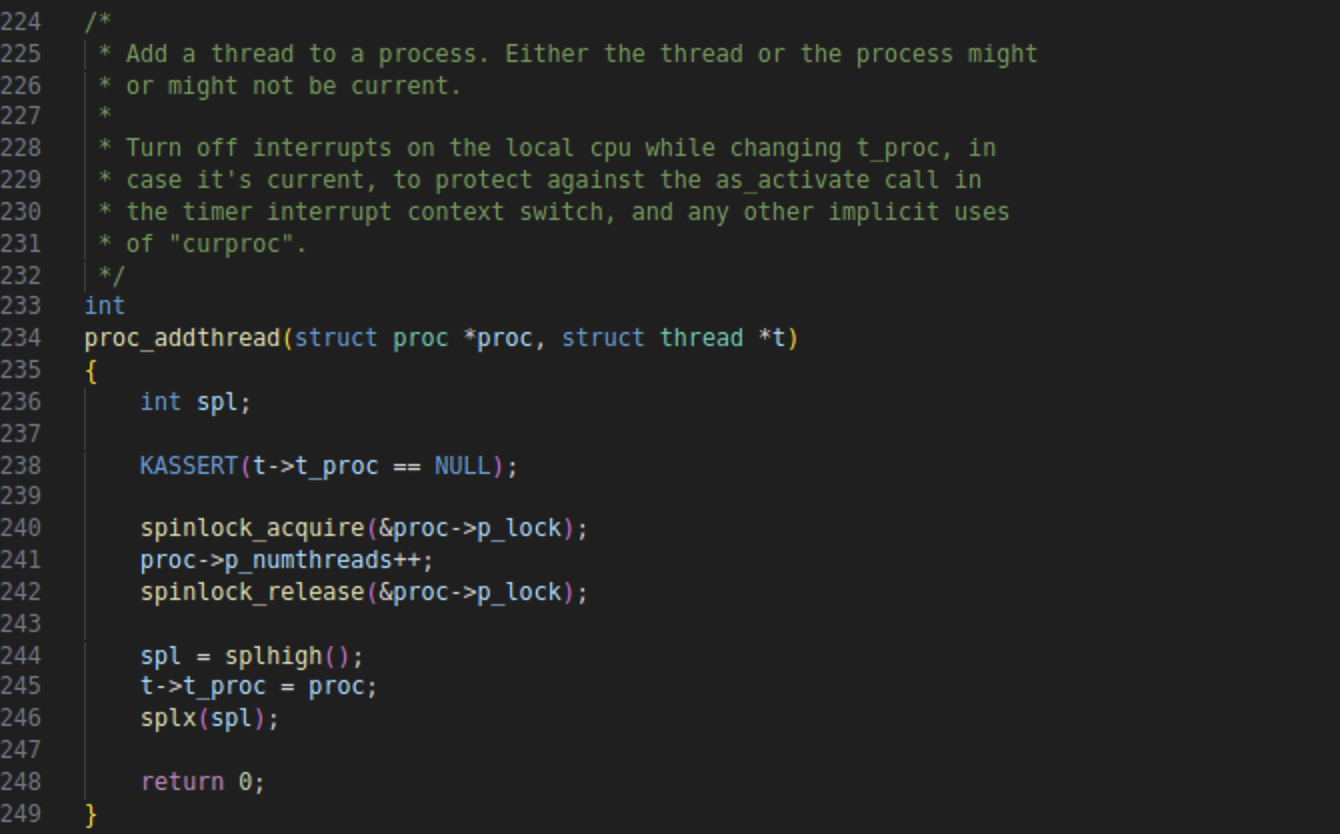 224 /*
225  * Add a thread to a process. Either the thread or the process might
226  * or might not be current.
227  *
228  * Turn off interrupts on the local cpu while changing t_proc, in
229  * case it's current, to protect against the as_activate call in
230  * the timer interrupt context switch, and any other implicit uses
231  * of "curproc".
232  */
233 int
234 proc_addthread(struct proc *proc, struct thread *t)
235 {
236     int spl;
237
238     KASSERT(t->t_proc == NULL);
239
240     spinlock_acquire(&proc->p_lock);
241     proc->p_numthreads++;
242     spinlock_release(&proc->p_lock);
243
244     spl = splhigh();
245     t->t_proc = proc;
246     splx(spl);
247
248     return 0;
249 }